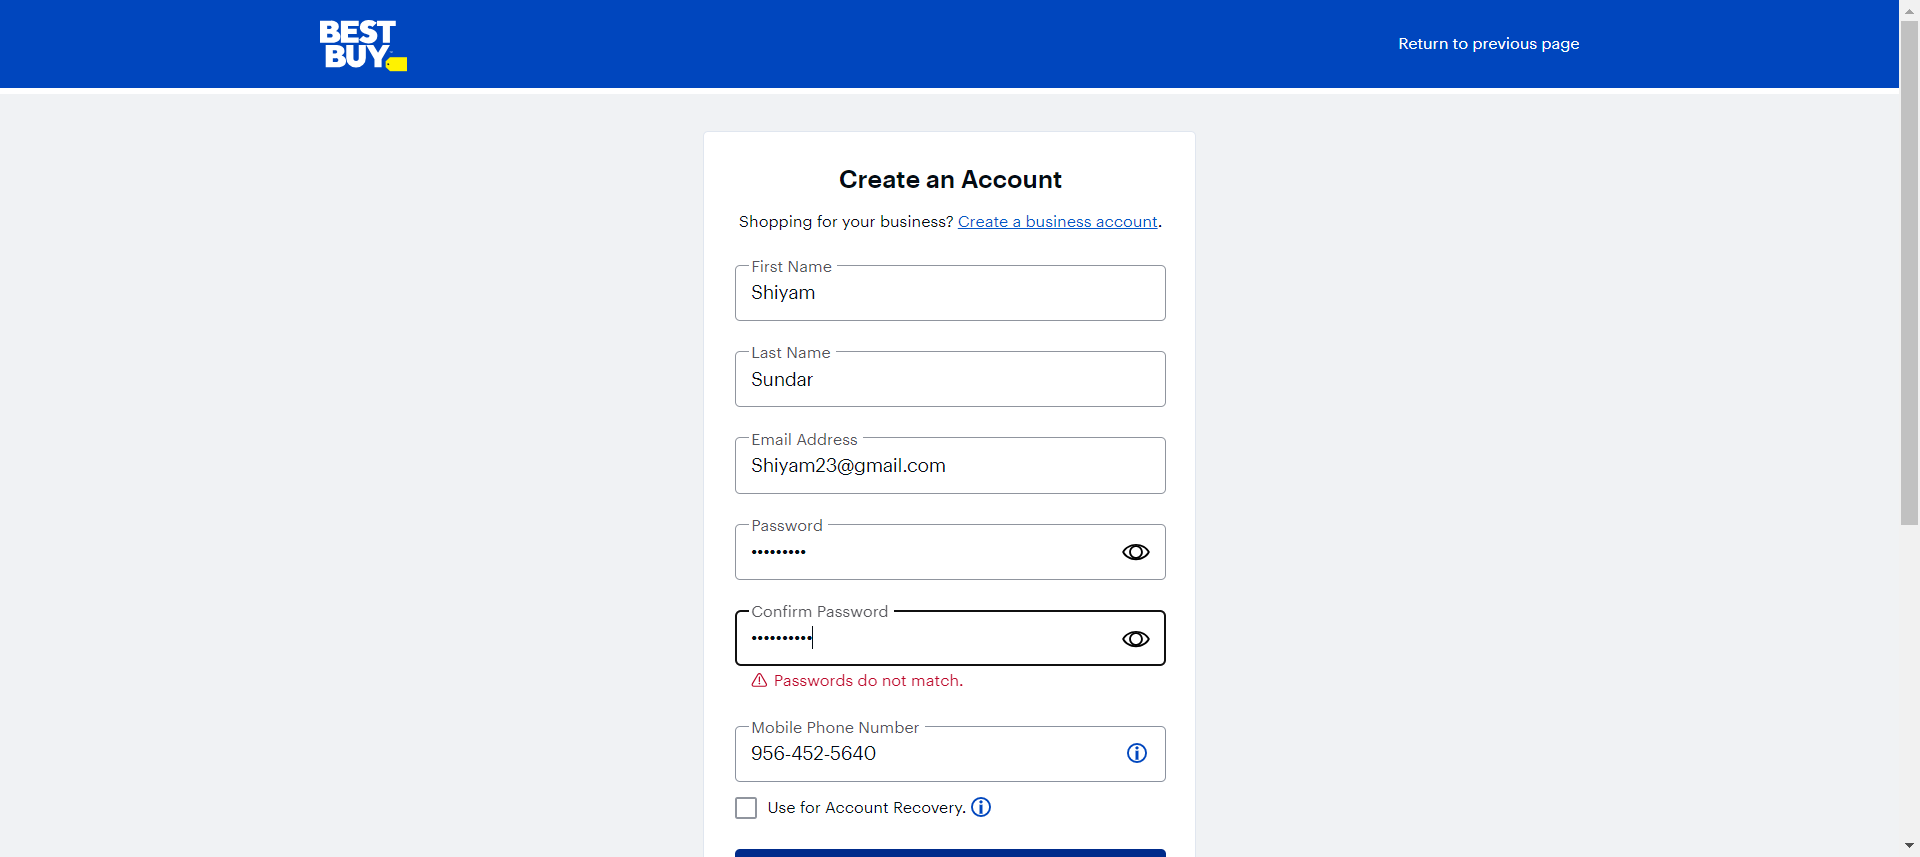 BEST
BUY
Return to previous page
Create an Account
Shopping for your business? Create a business account.
First Name
Shiyam
Last Name
Sundar
Email Address
Shiyam23@gmail.com
Password
•••••••••
Confirm Password
••••••••••
Passwords do not match.
Mobile Phone Number
956-452-5640
Use for Account Recovery.